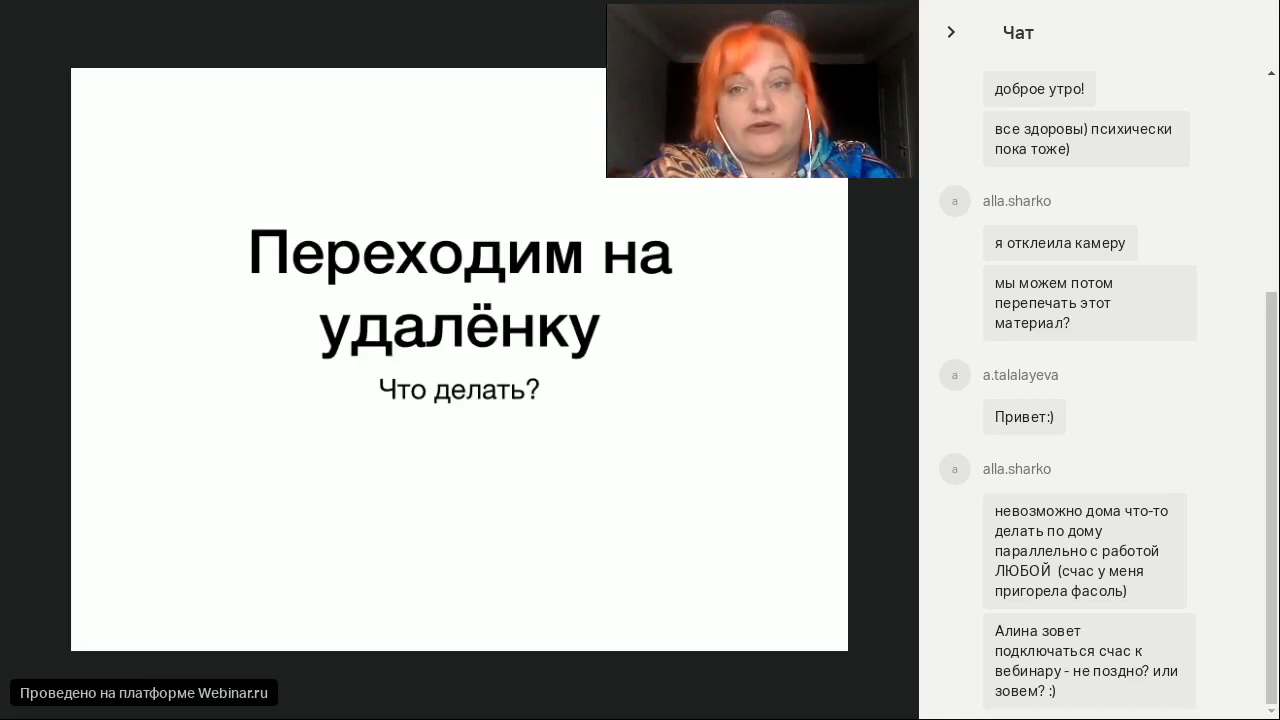 Переходим на
удалёнку
Что делать?
Проведено на платформе Webinar.ru
Чат
доброе утро!
все здоровы) психически
пока тоже)
a
alla.sharko
я отклеила камеру
мы можем потом
перепечать этот
материал?
a
a.talalayeva
Привет:)
a
alla.sharko
невозможно дома что-то
делать по дому
параллельно с работой
ЛЮБОЙ (счас у меня
пригорела фасоль)
Алина зовет
подключаться счас к
вебинару - не поздно? или
зовем? :)